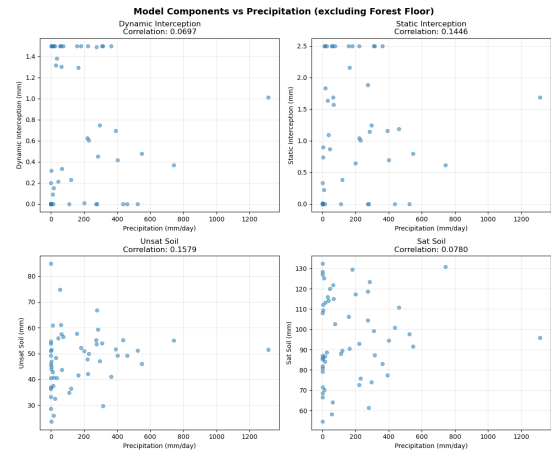 Model Components vs Precipitation (excluding Forest Floor)
Dynamic Interception
Correlation: 0.0697
Static Interception
Correlation: 0.1446
Dynamic Interception (mm)
1.4
1.2
1.0
0.8
0.6
0.4
0.2
0.0
0 200 400 600 800 1000 1200
Precipitation (mm/day)
Static Interception (mm)
2.5
2.0
1.5
1.0
0.5
0.0
0 200 400 600 800 1000 1200
Precipitation (mm/day)
Unsat Soil
Correlation: 0.1579
Sat Soil
Correlation: 0.0780
Unsat Soil (mm)
80
70
60
50
40
30
0 200 400 600 800 1000 1200
Precipitation (mm/day)
Sat Soil (mm)
130
120
110
100
90
80
70
60
0 200 400 600 800 1000 1200
Precipitation (mm/day)